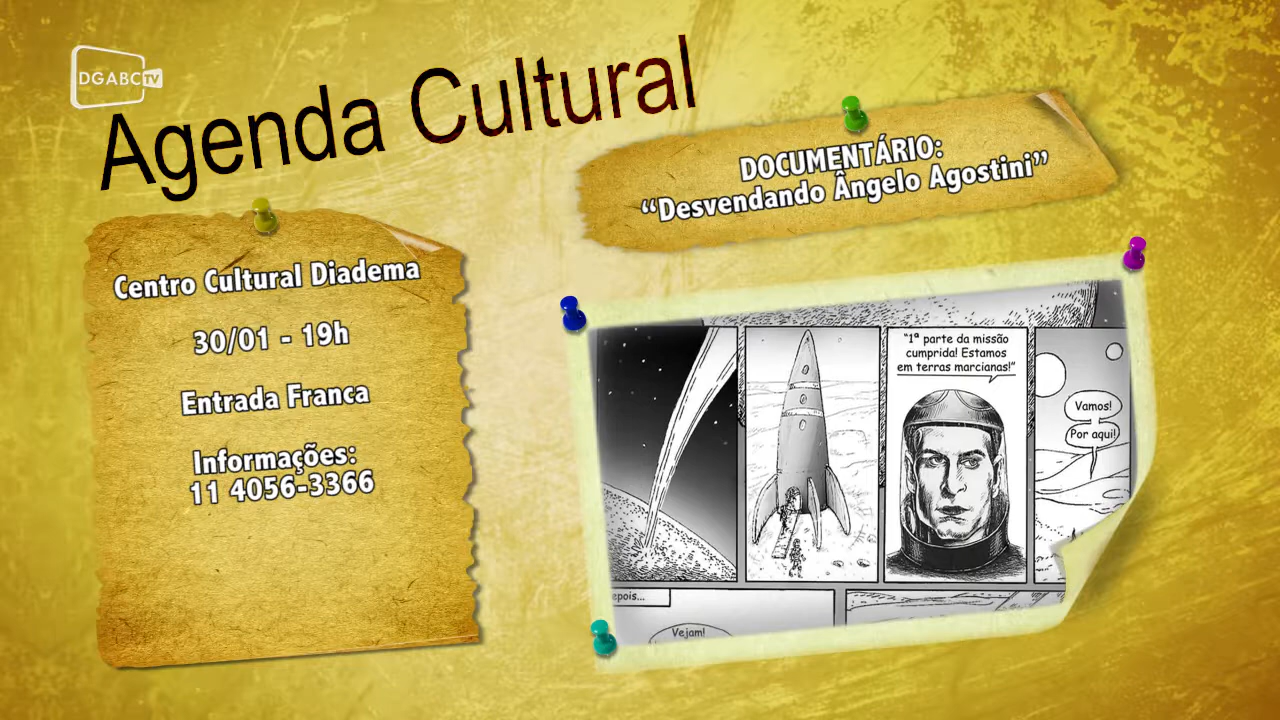 DGABC TV
Agenda Cultural
DOCUMENTÁRIO:
“Desvendando Ângelo Agostini”
Centro Cultural Diadema
30/01 - 19h
Entrada Franca
Informações:
11 4056-3366
“1ª parte da missão
cumprida! Estamos
em terras marcianas!”
Vamos!
Por aqui!
epois...
Vejam!